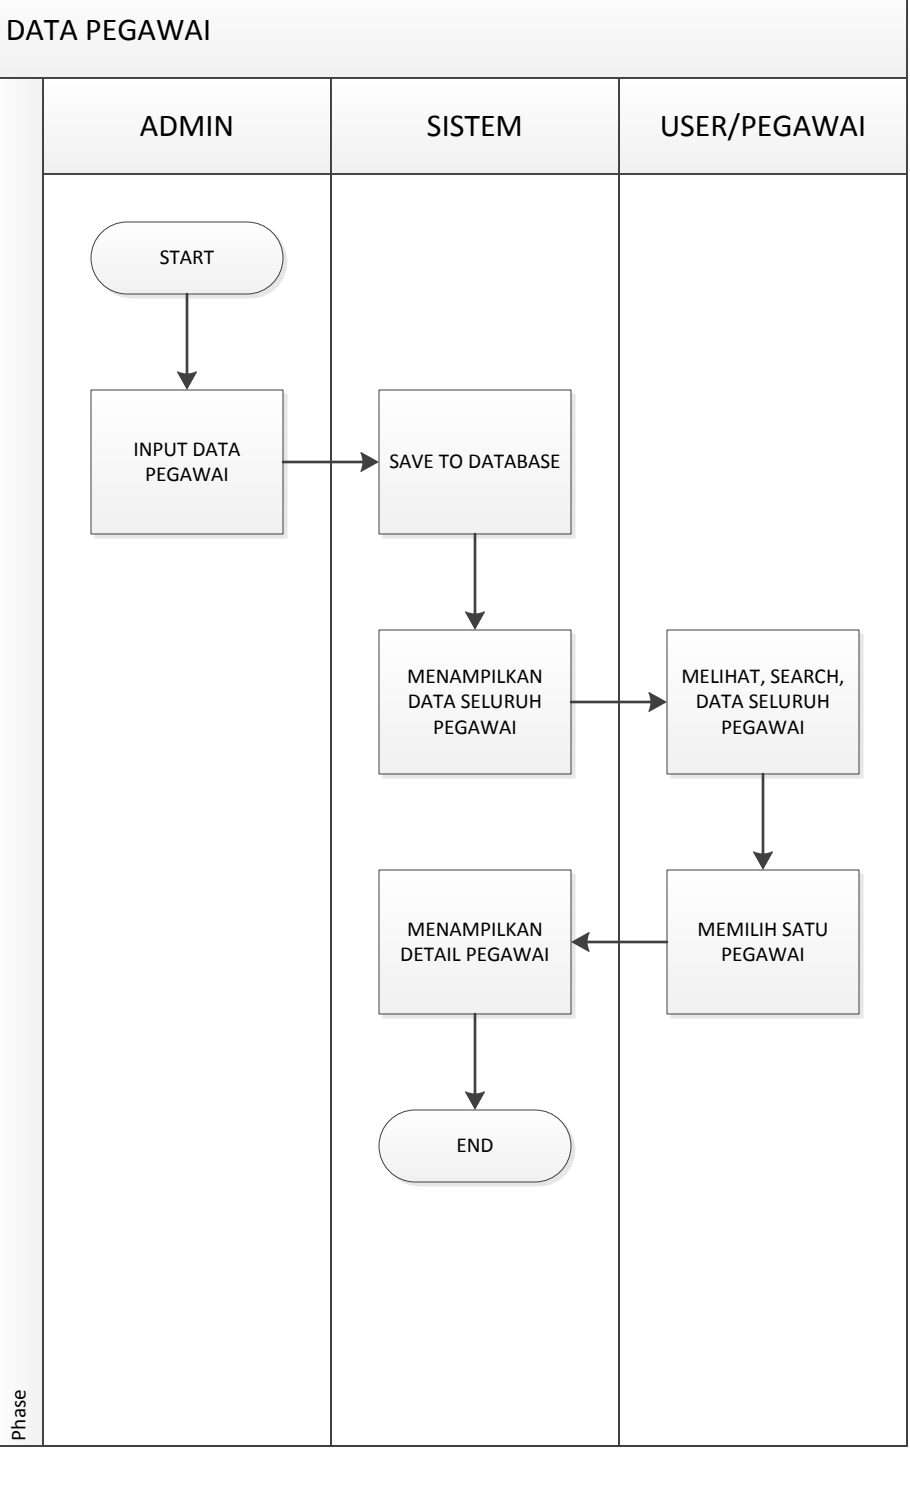 DATA PEGAWAI
ADMIN
SISTEM
USER/PEGAWAI
START
INPUT DATA
PEGAWAI
SAVE TO DATABASE
MENAMPILKAN
DATA SELURUH
PEGAWAI
MELIHAT, SEARCH,
DATA SELURUH
PEGAWAI
MEMILIH SATU
PEGAWAI
MENAMPILKAN
DETAIL PEGAWAI
END
Phase